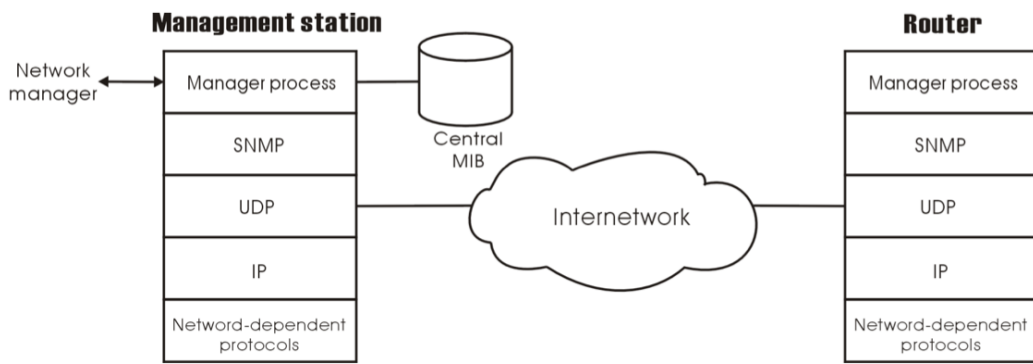 Management station
Router
Network
manager
Manager process
SNMP
UDP
IP
Netword-dependent
protocols
Central
MIB
Internetwork
Manager process
SNMP
UDP
IP
Netword-dependent
protocols